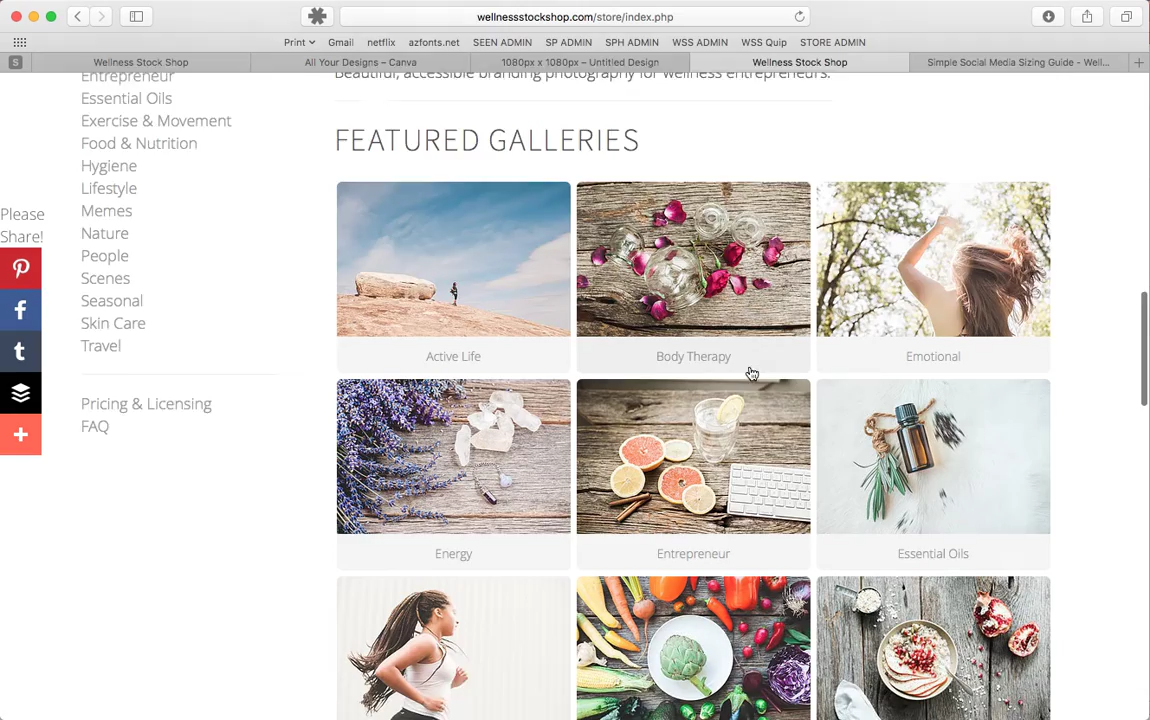 wellnessstockshop.com/store/index.php
Print Gmail netflix azfonts.net SEEN ADMIN SP ADMIN SPH ADMIN WSS ADMIN WSS Quip STORE ADMIN
S Wellness Stock Shop All Your Designs – Canva 1080px x 1080px – Untitled Design Wellness Stock Shop Simple Social Media Sizing Guide - Well...
Beautiful, accessible branding photography for wellness entrepreneurs.
Entrepreneur
Essential Oils
Exercise & Movement
Food & Nutrition
Hygiene
Lifestyle
Memes
Nature
People
Scenes
Seasonal
Skin Care
Travel
Pricing & Licensing
FAQ
Please
Share!
FEATURED GALLERIES
Active Life
Body Therapy
Emotional
Energy
Entrepreneur
Essential Oils